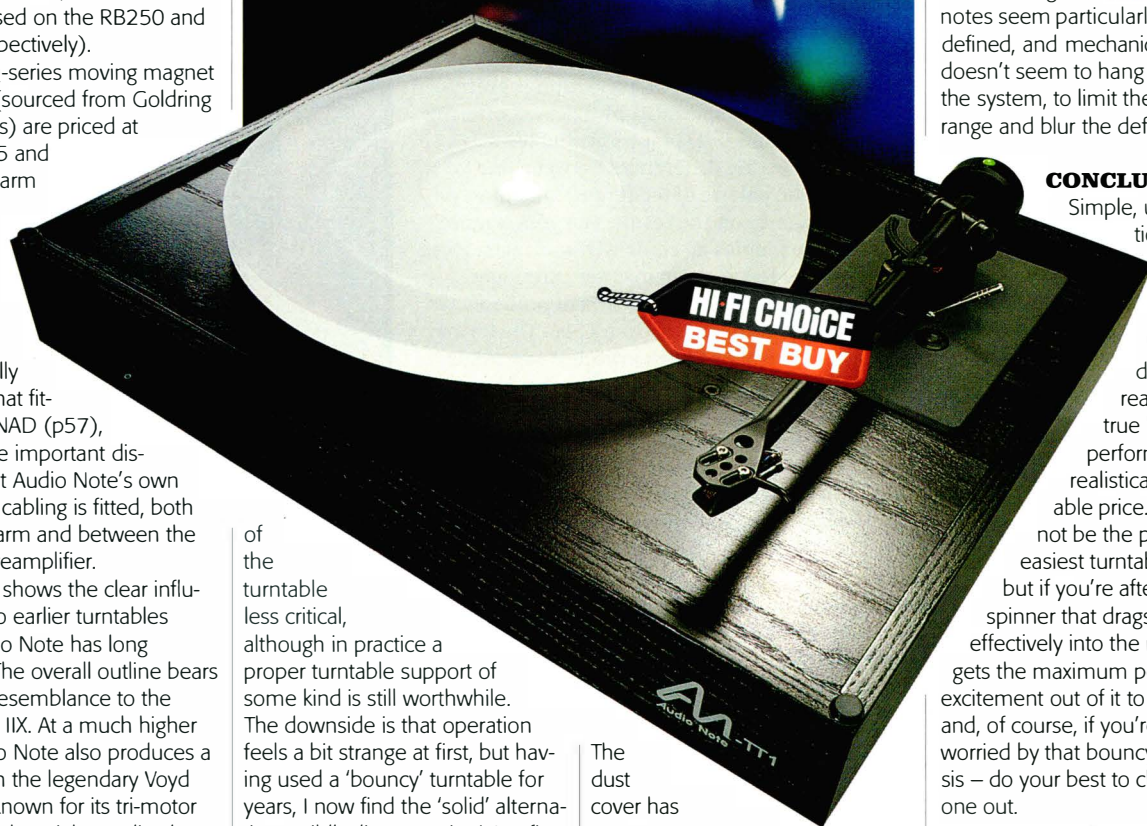 sed on the RB250 and
pectively).
-series moving magnet
(sourced from Goldring
s) are priced at
5 and
arm
lly
hat fit-
NAD (p57),
e important dis-
t Audio Note's own
cabling is fitted, both
arm and between the
reamplifier.
shows the clear influ-
o earlier turntables
o Note has long
The overall outline bears
esemblance to the
IIX. At a much higher
o Note also produces a
n the legendary Voyd
known for its tri-motor
of
the
turntable
less critical,
although in practice a
proper turntable support of
some kind is still worthwhile.
The downside is that operation
feels a bit strange at first, but hav-
ing used a 'bouncy' turntable for
years, I now find the 'solid' alterna-
The
dust
cover has
HI-FI CHOiCE
BEST BUY
Audio Note -TT1
notes seem particularl
defined, and mechanic
doesn't seem to hang
the system, to limit the
range and blur the def
CONCLU
Simple, u
tic
d
rea
true
perform
realistica
able price.
not be the p
easiest turntabl
but if you're after
spinner that drags
effectively into the
gets the maximum p
excitement out of it to
and, of course, if you'r
worried by that bouncy
sis – do your best to c
one out.